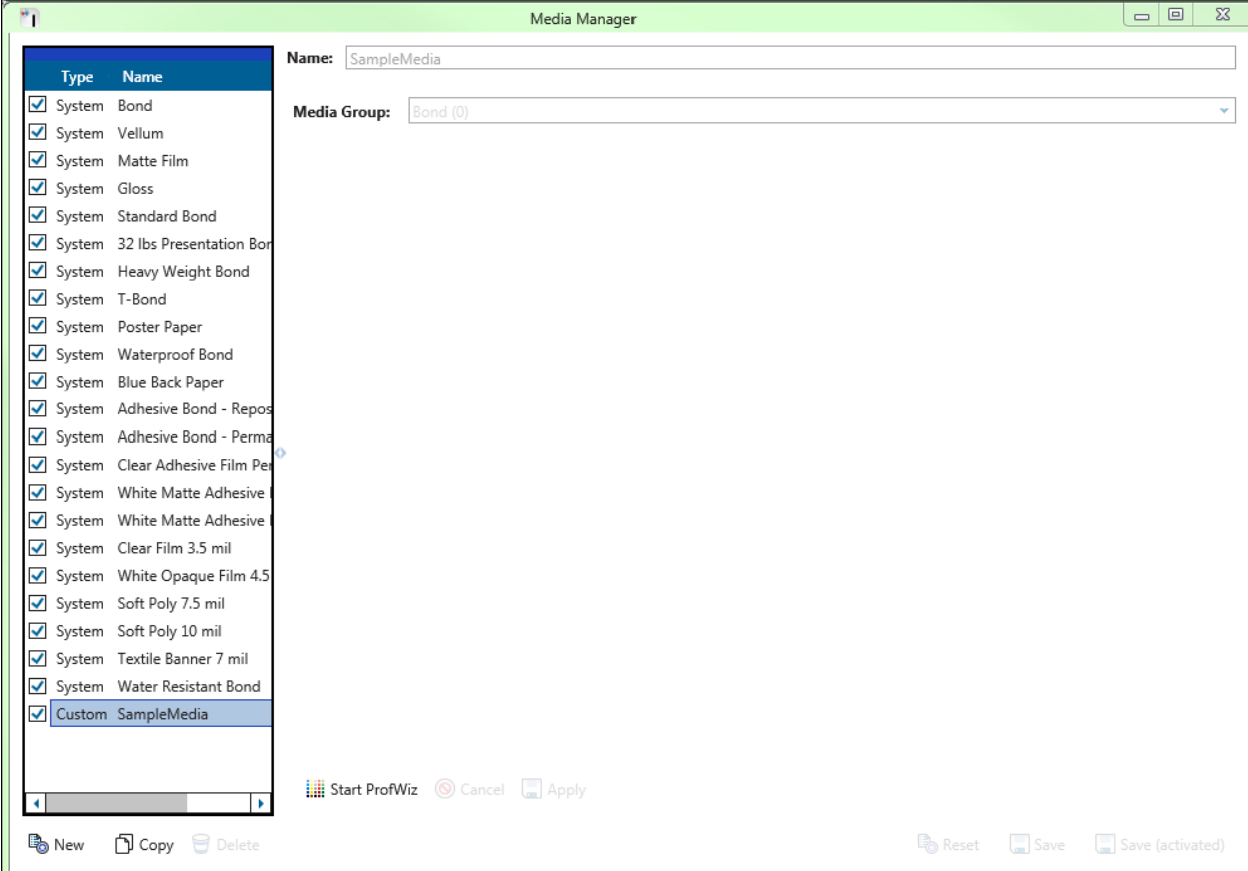 Media Manager
Type Name
System Bond
System Vellum
System Matte Film
System Gloss
System Standard Bond
System 32 lbs Presentation Bon
System Heavy Weight Bond
System T-Bond
System Poster Paper
System Waterproof Bond
System Blue Back Paper
System Adhesive Bond - Repos
System Adhesive Bond - Perma
System Clear Adhesive Film Per
System White Matte Adhesive
System White Matte Adhesive
System Clear Film 3.5 mil
System White Opaque Film 4.5
System Soft Poly 7.5 mil
System Soft Poly 10 mil
System Textile Banner 7 mil
System Water Resistant Bond
Custom SampleMedia
Name: SampleMedia
Media Group: Bond (0)
Start ProfWiz Cancel Apply
New Copy Delete Reset Save Save (activated)